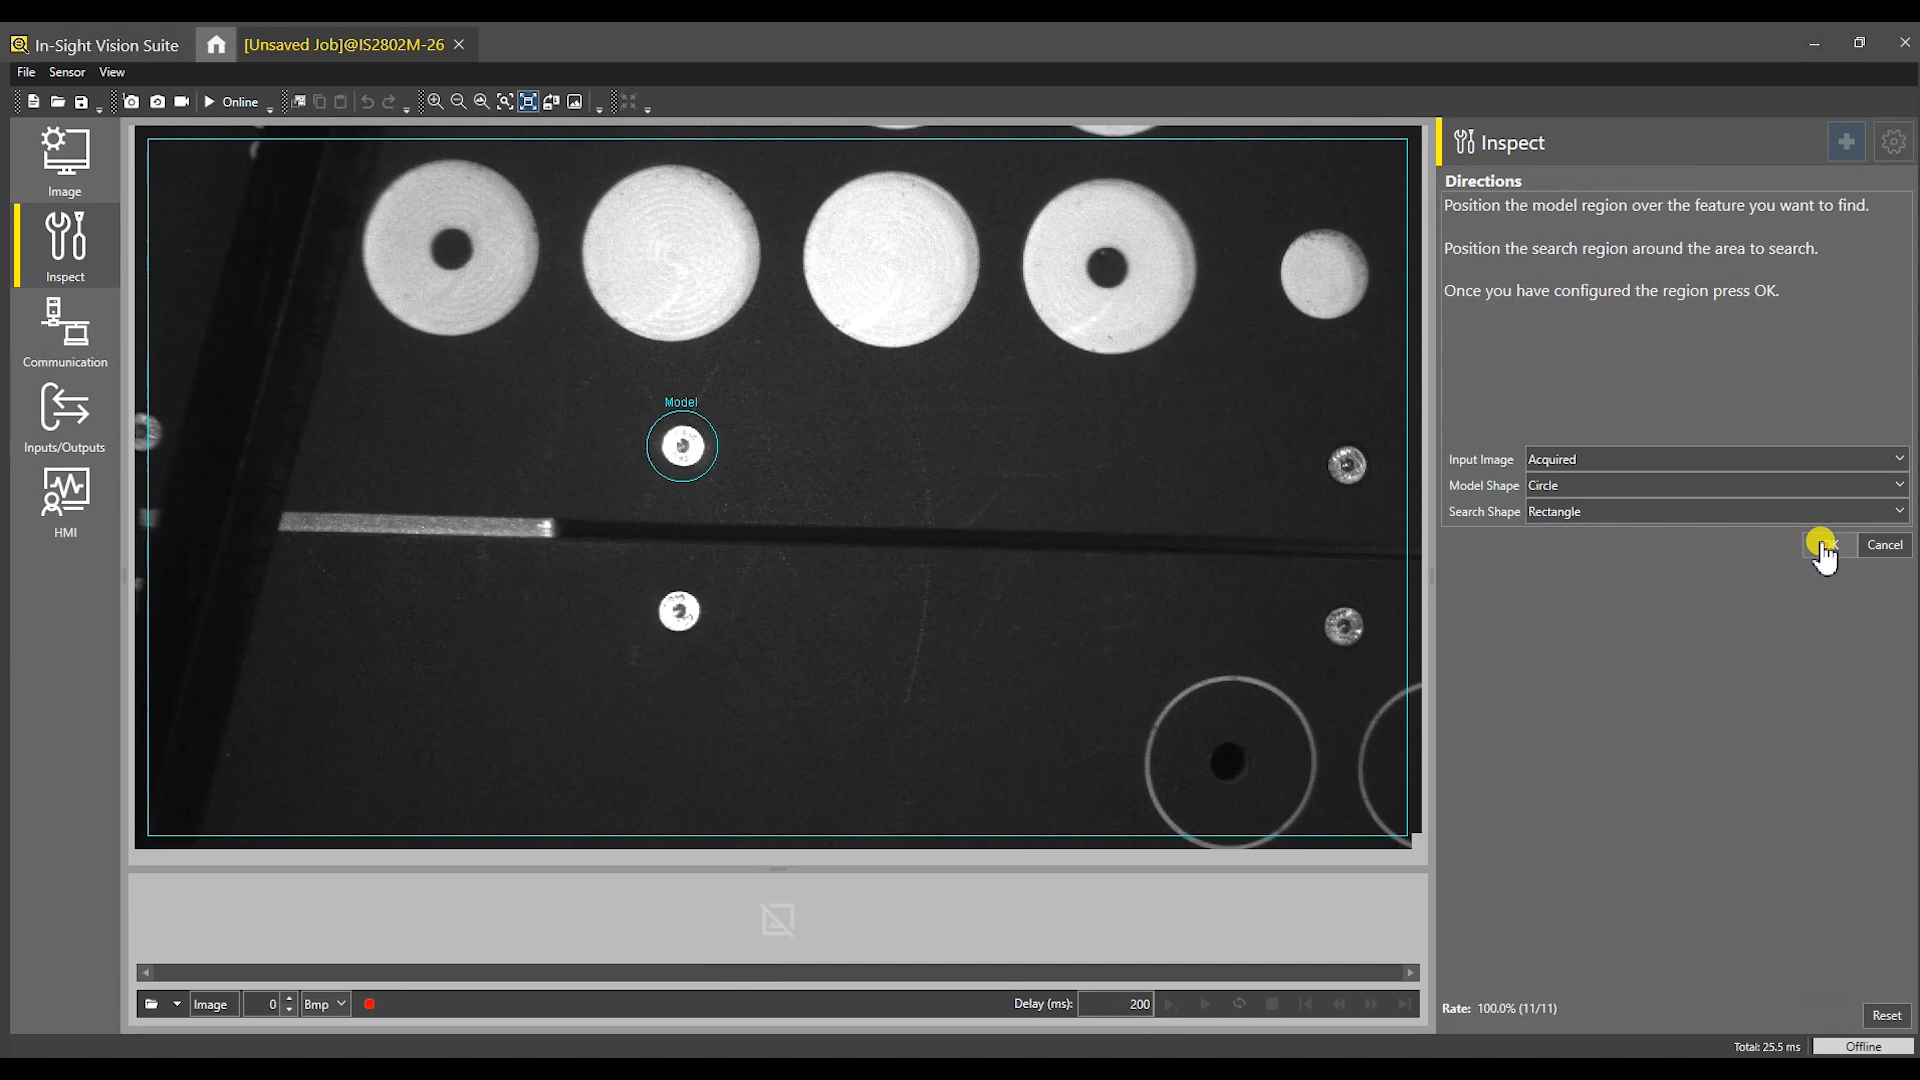 In-Sight Vision Suite
[Unsaved Job]@IS2802M-26
File Sensor View
Online
Image
Inspect
Communication
Inputs/Outputs
HMI
Model
Inspect
Directions
Position the model region over the feature you want to find.
Position the search region around the area to search.
Once you have configured the region press OK.
Input Image Acquired
Model Shape Circle
Search Shape Rectangle
OK Cancel
Image 0 Bmp
Delay (ms): 200
Rate: 100.0% (11/11)
Reset
Total: 25.5 ms Offline